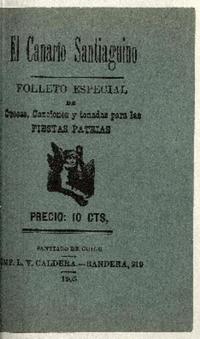 El Canario Santiaguino
FOLLETO ESPECIAL
DE
Canciones y tonadas para las
FIESTAS PATRIAS
PRECIO: 10 CTS.
SANTIAGO DE CHILE
IMP. L. V. CALDERA.—BANDERA, 219